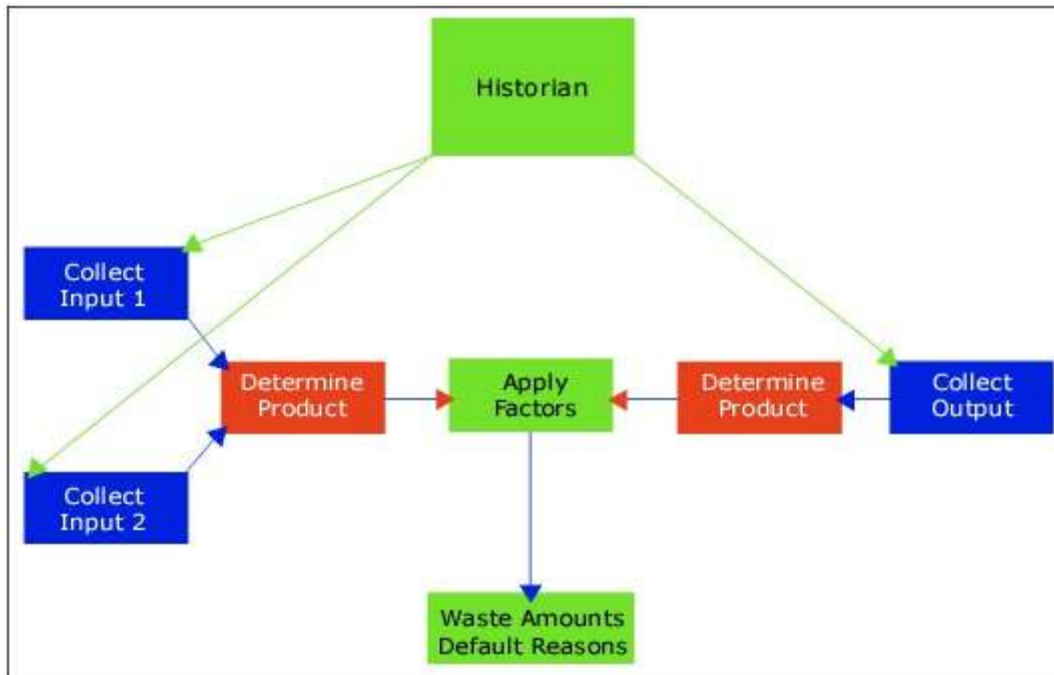 Historian
Collect
Input 1
Determine
Product
Apply
Factors
Determine
Product
Collect
Output
Collect
Input 2
Waste Amounts
Default Reasons